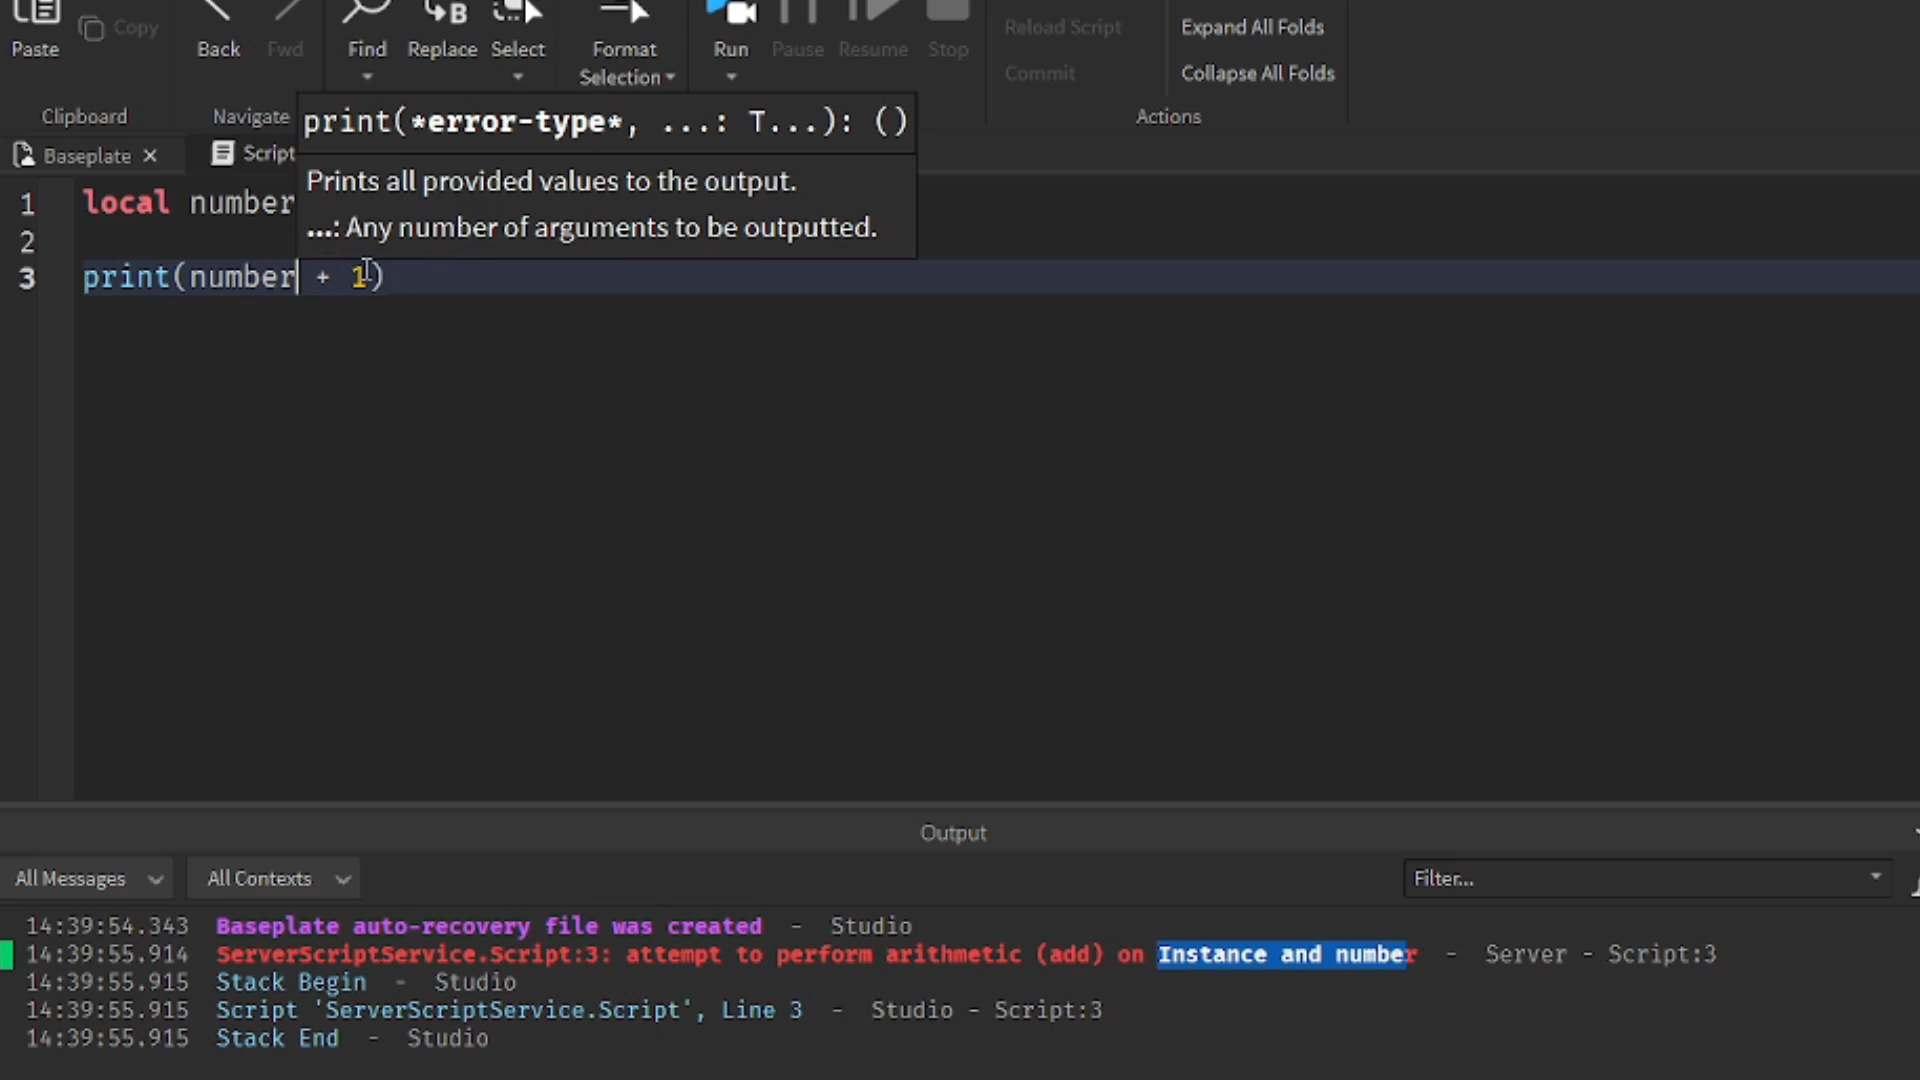 Paste
Copy
Back
Fwd
Find
Replace
Select
Format
Selection
Run
Pause
Resume
Stop
Reload Script
Commit
Expand All Folds
Collapse All Folds
Clipboard
Navigate
Actions
print(*error-type*, ...: T...): ()
Prints all provided values to the output.
...: Any number of arguments to be outputted.
Baseplate ×
Script
1 local number
2
3 print(number + 1)
Output
All Messages
All Contexts
Filter...
14:39:54.343 Baseplate auto-recovery file was created - Studio
14:39:55.914 ServerScriptService.Script:3: attempt to perform arithmetic (add) on Instance and number - Server - Script:3
14:39:55.915 Stack Begin - Studio
14:39:55.915 Script 'ServerScriptService.Script', Line 3 - Studio - Script:3
14:39:55.915 Stack End - Studio